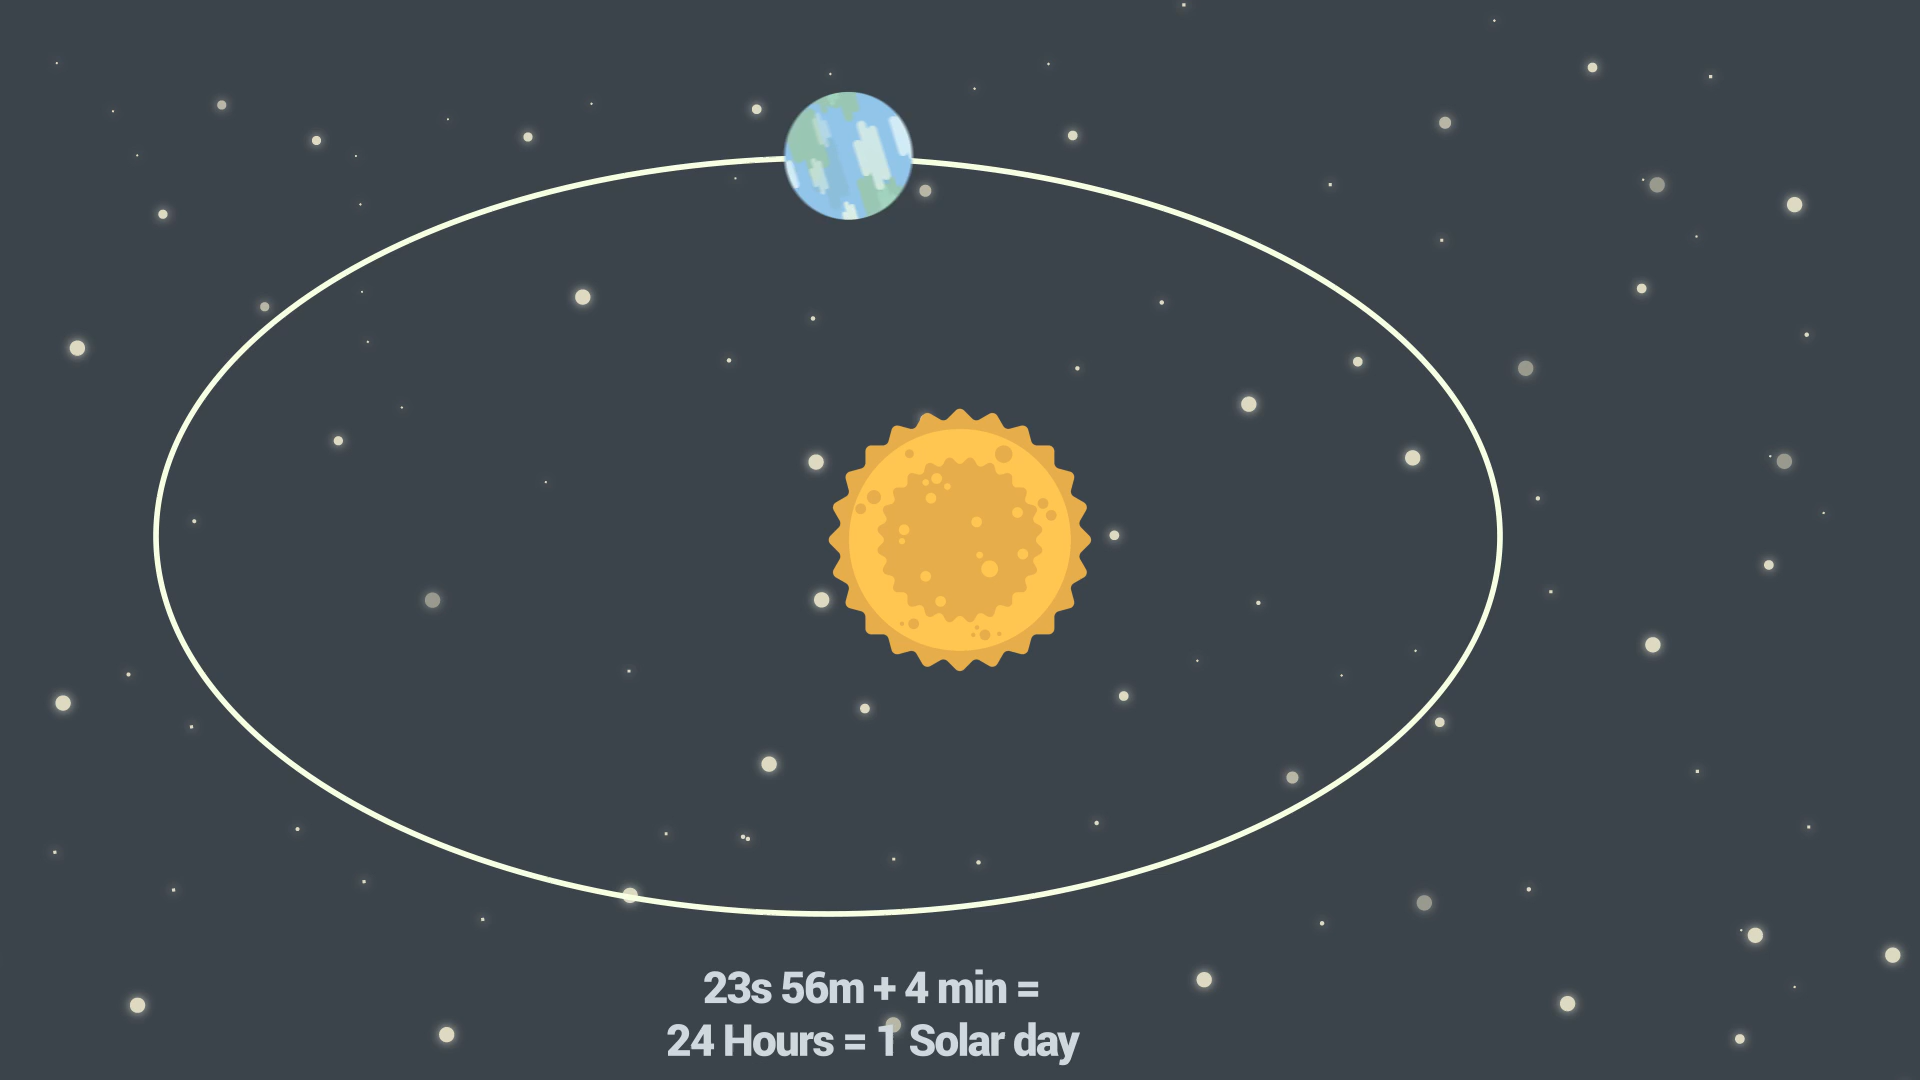 23s 56m + 4 min =
24 Hours = 1 Solar day